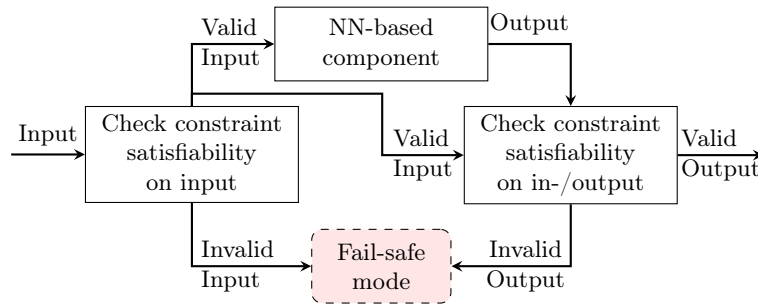 Valid
Input
NN-based
component
Output
Input
Check constraint
satisfiability
on input
Valid
Input
Check constraint
satisfiability
on in-/output
Valid
Output
Invalid
Input
Fail-safe
mode
Invalid
Output